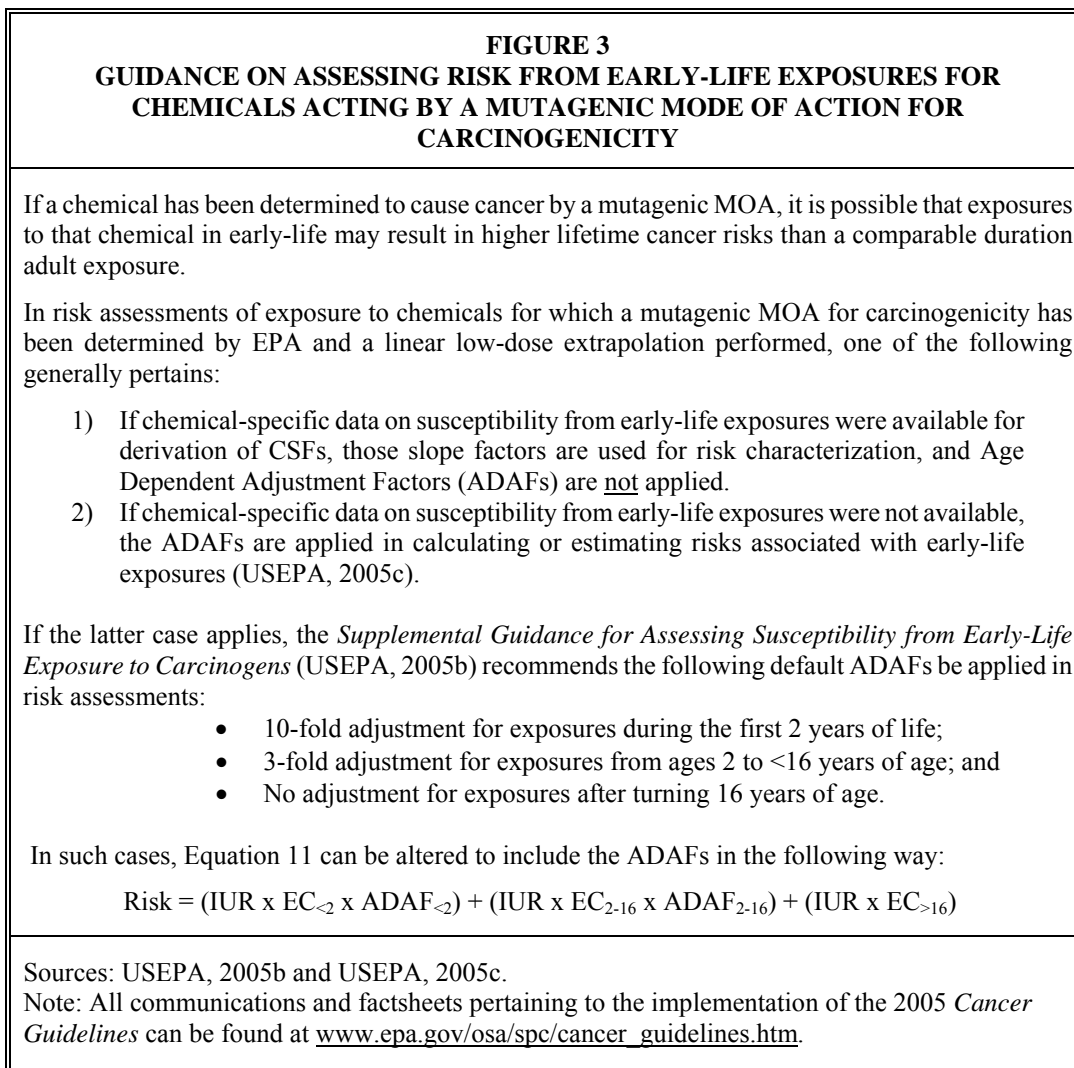 FIGURE 3
GUIDANCE ON ASSESSING RISK FROM EARLY-LIFE EXPOSURES FOR
CHEMICALS ACTING BY A MUTAGENIC MODE OF ACTION FOR
CARCINOGENICITY
If a chemical has been determined to cause cancer by a mutagenic MOA, it is possible that exposures
to that chemical in early-life may result in higher lifetime cancer risks than a comparable duration
adult exposure.
In risk assessments of exposure to chemicals for which a mutagenic MOA for carcinogenicity has
been determined by EPA and a linear low-dose extrapolation performed, one of the following
generally pertains:
1) If chemical-specific data on susceptibility from early-life exposures were available for
derivation of CSFs, those slope factors are used for risk characterization, and Age
Dependent Adjustment Factors (ADAFs) are not applied.
2) If chemical-specific data on susceptibility from early-life exposures were not available,
the ADAFs are applied in calculating or estimating risks associated with early-life
exposures (USEPA, 2005c).
If the latter case applies, the Supplemental Guidance for Assessing Susceptibility from Early-Life
Exposure to Carcinogens (USEPA, 2005b) recommends the following default ADAFs be applied in
risk assessments:
• 10-fold adjustment for exposures during the first 2 years of life;
• 3-fold adjustment for exposures from ages 2 to <16 years of age; and
• No adjustment for exposures after turning 16 years of age.
In such cases, Equation 11 can be altered to include the ADAFs in the following way:
Risk = (IUR x EC<2 x ADAF<2) + (IUR x EC2-16 x ADAF2-16) + (IUR x EC>16)
Sources: USEPA, 2005b and USEPA, 2005c.
Note: All communications and factsheets pertaining to the implementation of the 2005 Cancer
Guidelines can be found at www.epa.gov/osa/spc/cancer_guidelines.htm.